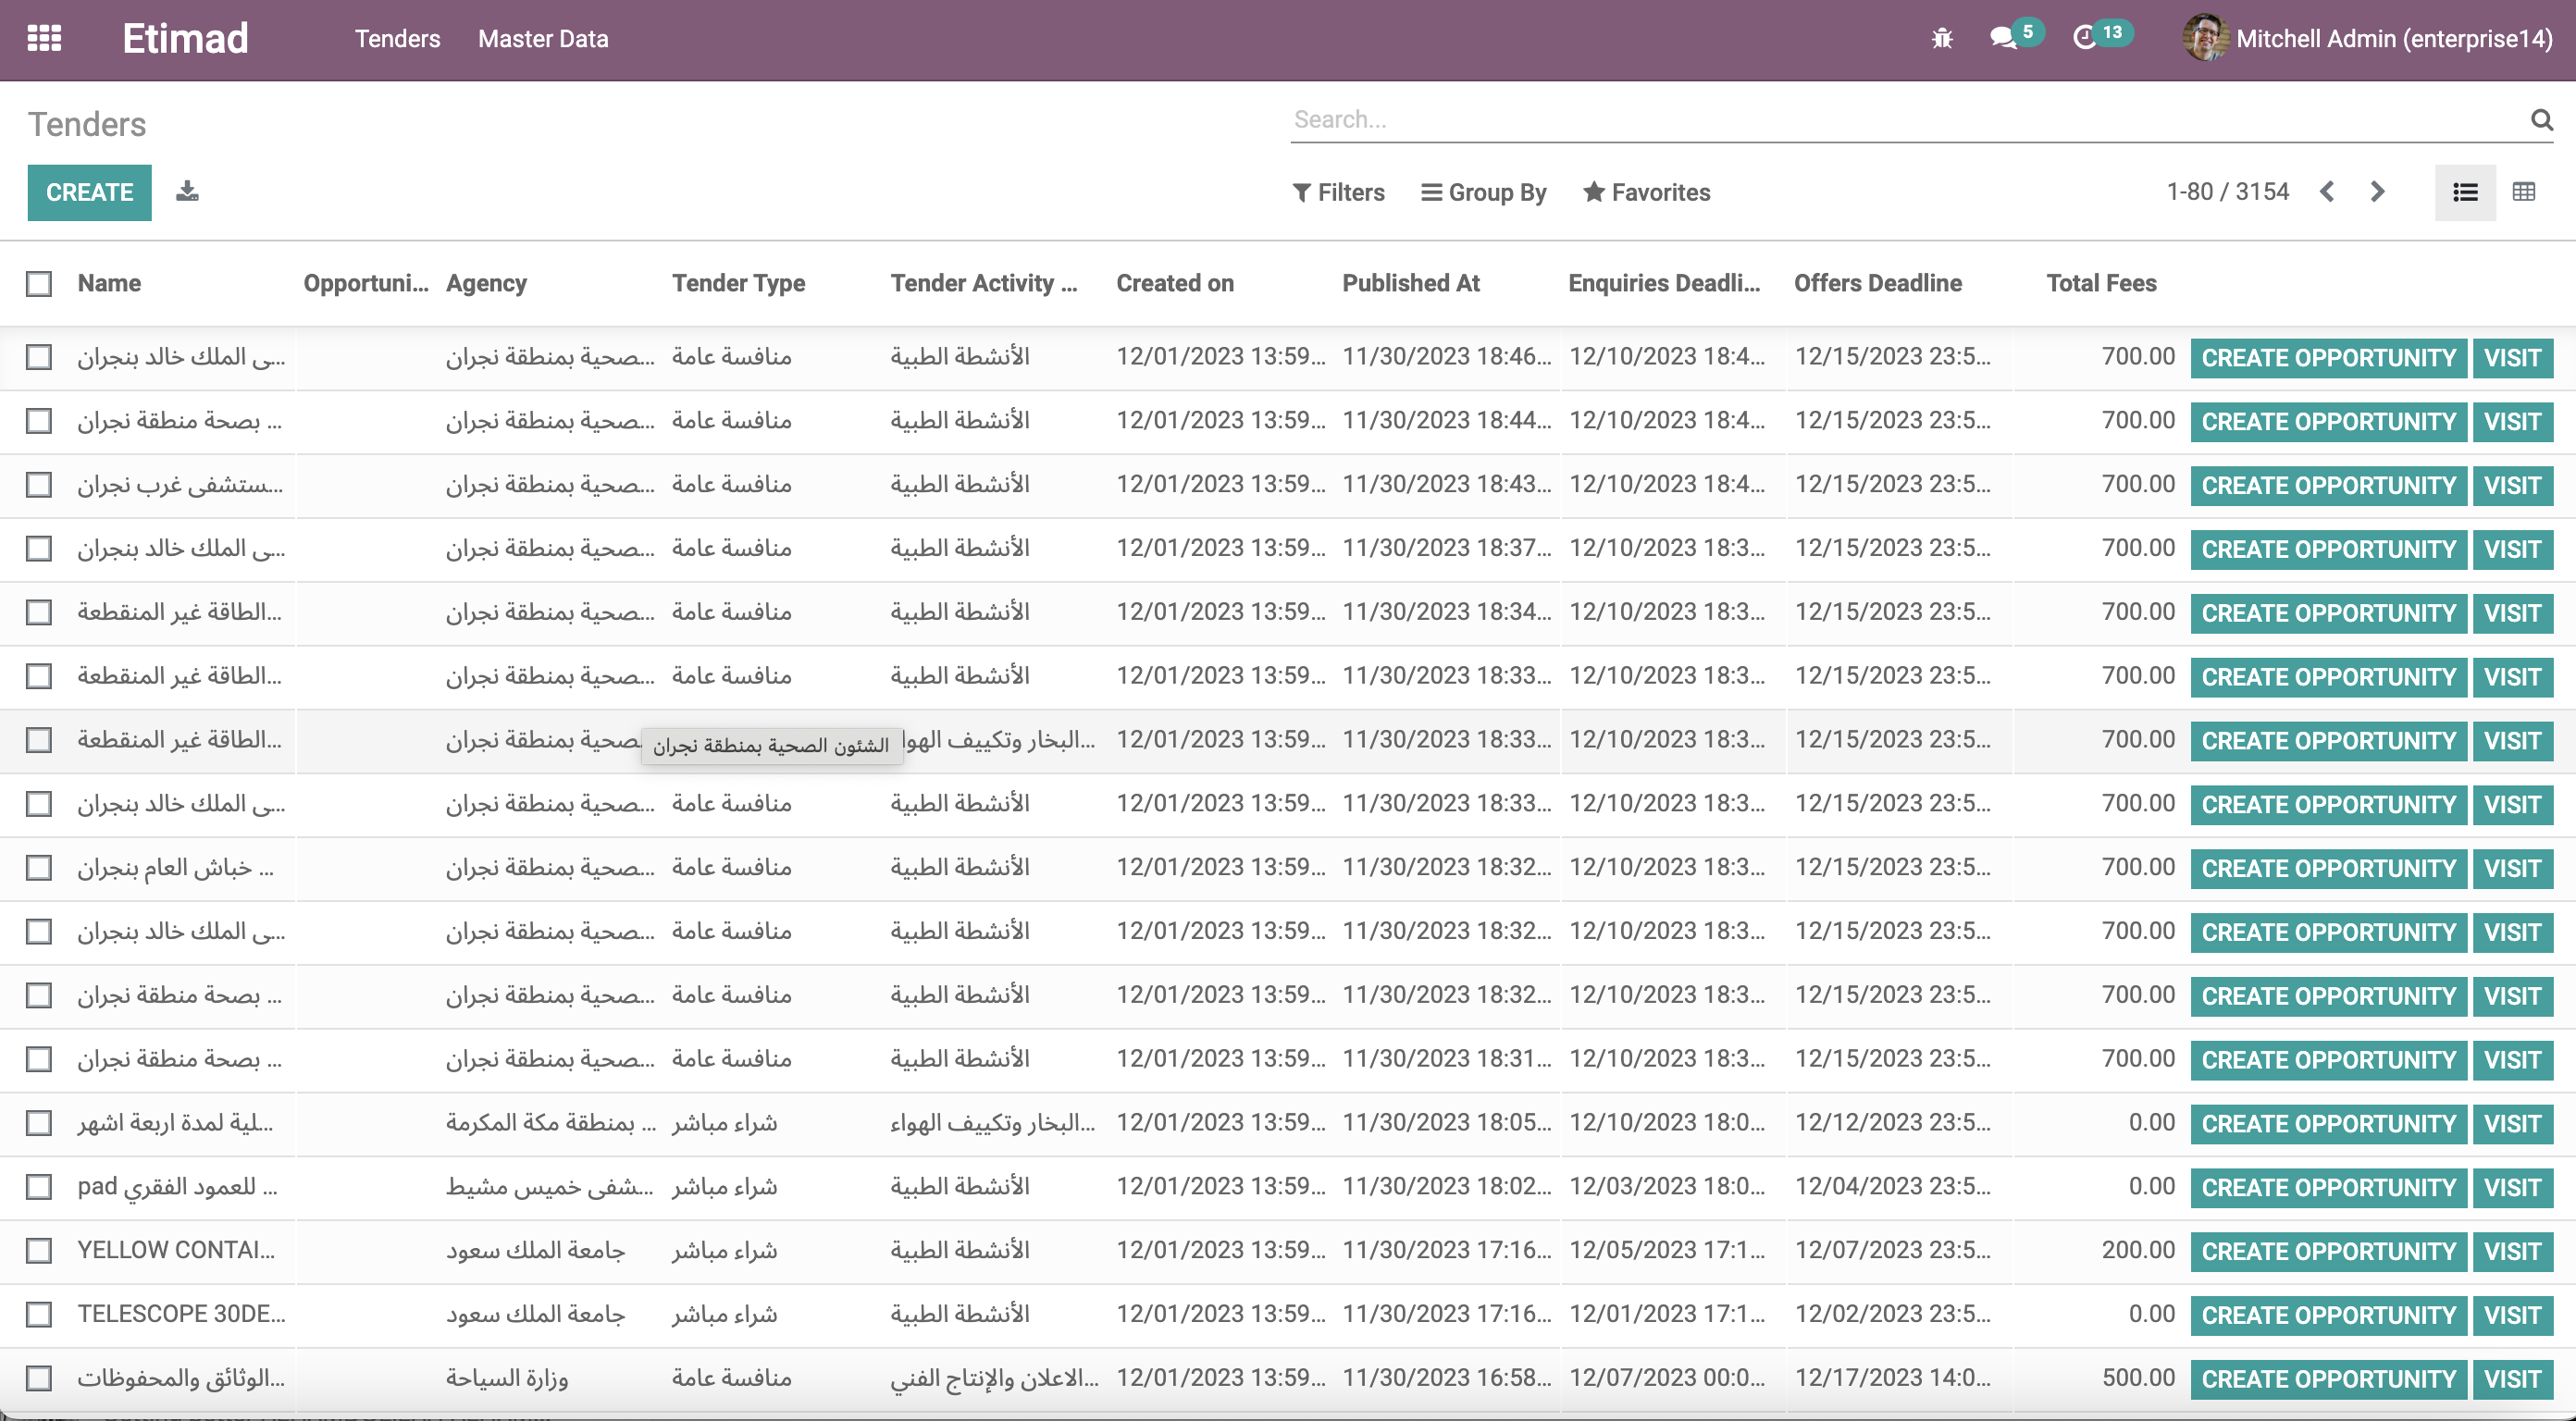 Etimad Tenders Master Data 5 13 Mitchell Admin (enterprise14)
Tenders
Search...
CREATE Filters Group By Favorites 1-80 / 3154
Name Opportuni... Agency Tender Type Tender Activity ... Created on Published At Enquiries Deadli... Offers Deadline Total Fees
...ى الملك خالد بنجران ...صحية بمنطقة نجران منافسة عامة الأنشطة الطبية 12/01/2023 13:59... 11/30/2023 18:46... 12/10/2023 18:4... 12/15/2023 23:5... 700.00 CREATE OPPORTUNITY VISIT
... بصحة منطقة نجران ...صحية بمنطقة نجران منافسة عامة الأنشطة الطبية 12/01/2023 13:59... 11/30/2023 18:44... 12/10/2023 18:4... 12/15/2023 23:5... 700.00 CREATE OPPORTUNITY VISIT
...ستشفى غرب نجران ...صحية بمنطقة نجران منافسة عامة الأنشطة الطبية 12/01/2023 13:59... 11/30/2023 18:43... 12/10/2023 18:4... 12/15/2023 23:5... 700.00 CREATE OPPORTUNITY VISIT
...ى الملك خالد بنجران ...صحية بمنطقة نجران منافسة عامة الأنشطة الطبية 12/01/2023 13:59... 11/30/2023 18:37... 12/10/2023 18:3... 12/15/2023 23:5... 700.00 CREATE OPPORTUNITY VISIT
...الطاقة غير المنقطعة ...صحية بمنطقة نجران منافسة عامة الأنشطة الطبية 12/01/2023 13:59... 11/30/2023 18:34... 12/10/2023 18:3... 12/15/2023 23:5... 700.00 CREATE OPPORTUNITY VISIT
...الطاقة غير المنقطعة ...صحية بمنطقة نجران منافسة عامة الأنشطة الطبية 12/01/2023 13:59... 11/30/2023 18:33... 12/10/2023 18:3... 12/15/2023 23:5... 700.00 CREATE OPPORTUNITY VISIT
...الطاقة غير المنقطعة صحية بمنطقة نجران الشئون الصحية بمنطقة نجران ...البخار وتكييف الهوا 12/01/2023 13:59... 11/30/2023 18:33... 12/10/2023 18:3... 12/15/2023 23:5... 700.00 CREATE OPPORTUNITY VISIT
...ى الملك خالد بنجران ...صحية بمنطقة نجران منافسة عامة الأنشطة الطبية 12/01/2023 13:59... 11/30/2023 18:33... 12/10/2023 18:3... 12/15/2023 23:5... 700.00 CREATE OPPORTUNITY VISIT
... خباش العام بنجران ...صحية بمنطقة نجران منافسة عامة الأنشطة الطبية 12/01/2023 13:59... 11/30/2023 18:32... 12/10/2023 18:3... 12/15/2023 23:5... 700.00 CREATE OPPORTUNITY VISIT
...ى الملك خالد بنجران ...صحية بمنطقة نجران منافسة عامة الأنشطة الطبية 12/01/2023 13:59... 11/30/2023 18:32... 12/10/2023 18:3... 12/15/2023 23:5... 700.00 CREATE OPPORTUNITY VISIT
... بصحة منطقة نجران ...صحية بمنطقة نجران منافسة عامة الأنشطة الطبية 12/01/2023 13:59... 11/30/2023 18:32... 12/10/2023 18:3... 12/15/2023 23:5... 700.00 CREATE OPPORTUNITY VISIT
... بصحة منطقة نجران ...صحية بمنطقة نجران منافسة عامة الأنشطة الطبية 12/01/2023 13:59... 11/30/2023 18:31... 12/10/2023 18:3... 12/15/2023 23:5... 700.00 CREATE OPPORTUNITY VISIT
...لية لمدة اربعة اشهر ... بمنطقة مكة المكرمة شراء مباشر ...البخار وتكييف الهواء 12/01/2023 13:59... 11/30/2023 18:05... 12/10/2023 18:0... 12/12/2023 23:5... 0.00 CREATE OPPORTUNITY VISIT
pad للعمود الفقري ... ...شفى خميس مشيط شراء مباشر الأنشطة الطبية 12/01/2023 13:59... 11/30/2023 18:02... 12/03/2023 18:0... 12/04/2023 23:5... 0.00 CREATE OPPORTUNITY VISIT
YELLOW CONTAI... جامعة الملك سعود شراء مباشر الأنشطة الطبية 12/01/2023 13:59... 11/30/2023 17:16... 12/05/2023 17:1... 12/07/2023 23:5... 200.00 CREATE OPPORTUNITY VISIT
TELESCOPE 30DE... جامعة الملك سعود شراء مباشر الأنشطة الطبية 12/01/2023 13:59... 11/30/2023 17:16... 12/01/2023 17:1... 12/02/2023 23:5... 0.00 CREATE OPPORTUNITY VISIT
...الوثائق والمحفوظات وزارة السياحة منافسة عامة ...الاعلان والإنتاج الفني 12/01/2023 13:59... 11/30/2023 16:58... 12/07/2023 00:0... 12/17/2023 14:0... 500.00 CREATE OPPORTUNITY VISIT